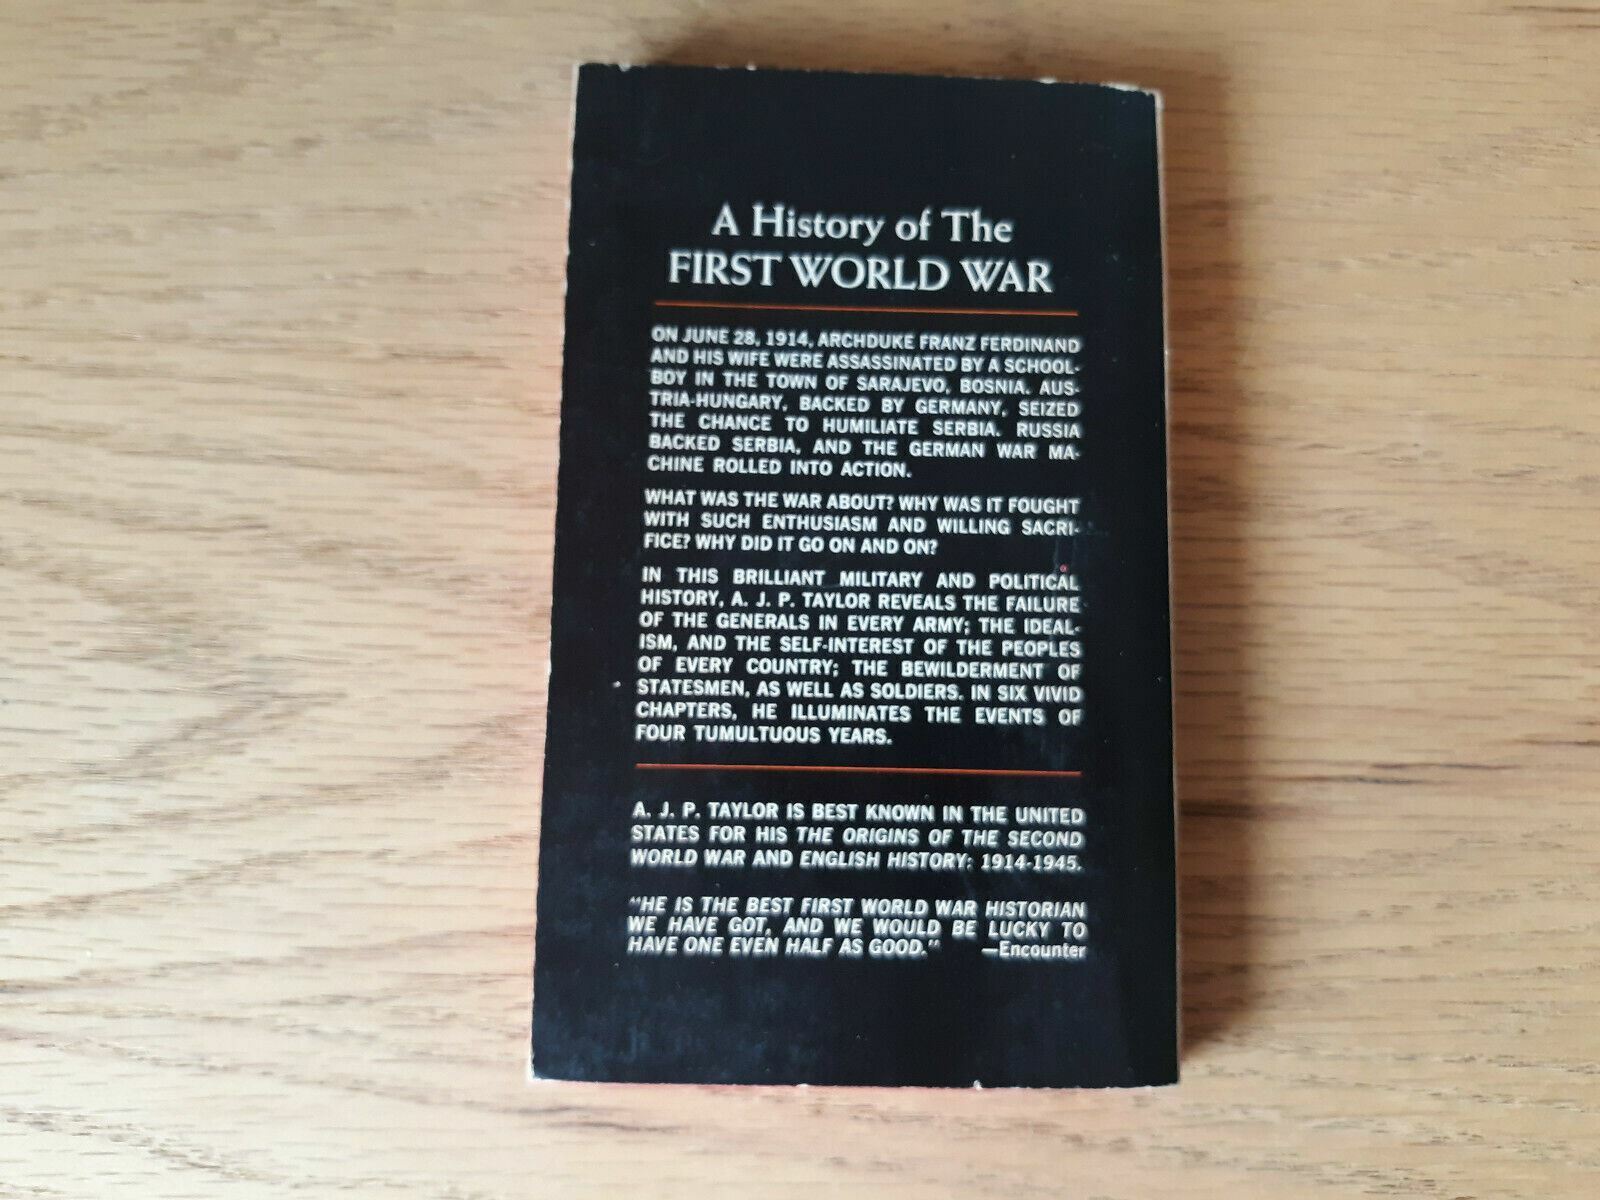 A History of The
FIRST WORLD WAR
ON JUNE 28, 1914, ARCHDUKE FRANZ FERDINAND
AND HIS WIFE WERE ASSASSINATED BY A SCHOOL-
BOY IN THE TOWN OF SARAJEVO, BOSNIA. AUS-
TRIA-HUNGARY, BACKED BY GERMANY, SEIZED
THE CHANCE TO HUMILIATE SERBIA. RUSSIA
BACKED SERBIA, AND THE GERMAN WAR MA-
CHINE ROLLED INTO ACTION.
WHAT WAS THE WAR ABOUT? WHY WAS IT FOUGHT
WITH SUCH ENTHUSIASM AND WILLING SACRI-
FICE? WHY DID IT GO ON AND ON?
IN THIS BRILLIANT MILITARY AND POLITICAL
HISTORY, A. J. P. TAYLOR REVEALS THE FAILURE
OF THE GENERALS IN EVERY ARMY; THE IDEAL-
ISM, AND THE SELF-INTEREST OF THE PEOPLES
OF EVERY COUNTRY; THE BEWILDERMENT OF
STATESMEN, AS WELL AS SOLDIERS. IN SIX VIVID
CHAPTERS, HE ILLUMINATES THE EVENTS OF
FOUR TUMULTUOUS YEARS.
A. J. P. TAYLOR IS BEST KNOWN IN THE UNITED
STATES FOR HIS THE ORIGINS OF THE SECOND
WORLD WAR AND ENGLISH HISTORY: 1914-1945.
"HE IS THE BEST FIRST WORLD WAR HISTORIAN
WE HAVE GOT, AND WE WOULD BE LUCKY TO
HAVE ONE EVEN HALF AS GOOD." —Encounter